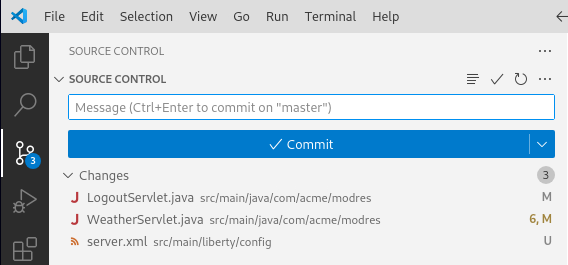 File Edit Selection View Go Run Terminal Help
SOURCE CONTROL
SOURCE CONTROL
Message (Ctrl+Enter to commit on "master")
Commit
3
Changes 3
LogoutServlet.java src/main/java/com/acme/modres M
WeatherServlet.java src/main/java/com/acme/modres 6, M
server.xml src/main/liberty/config U